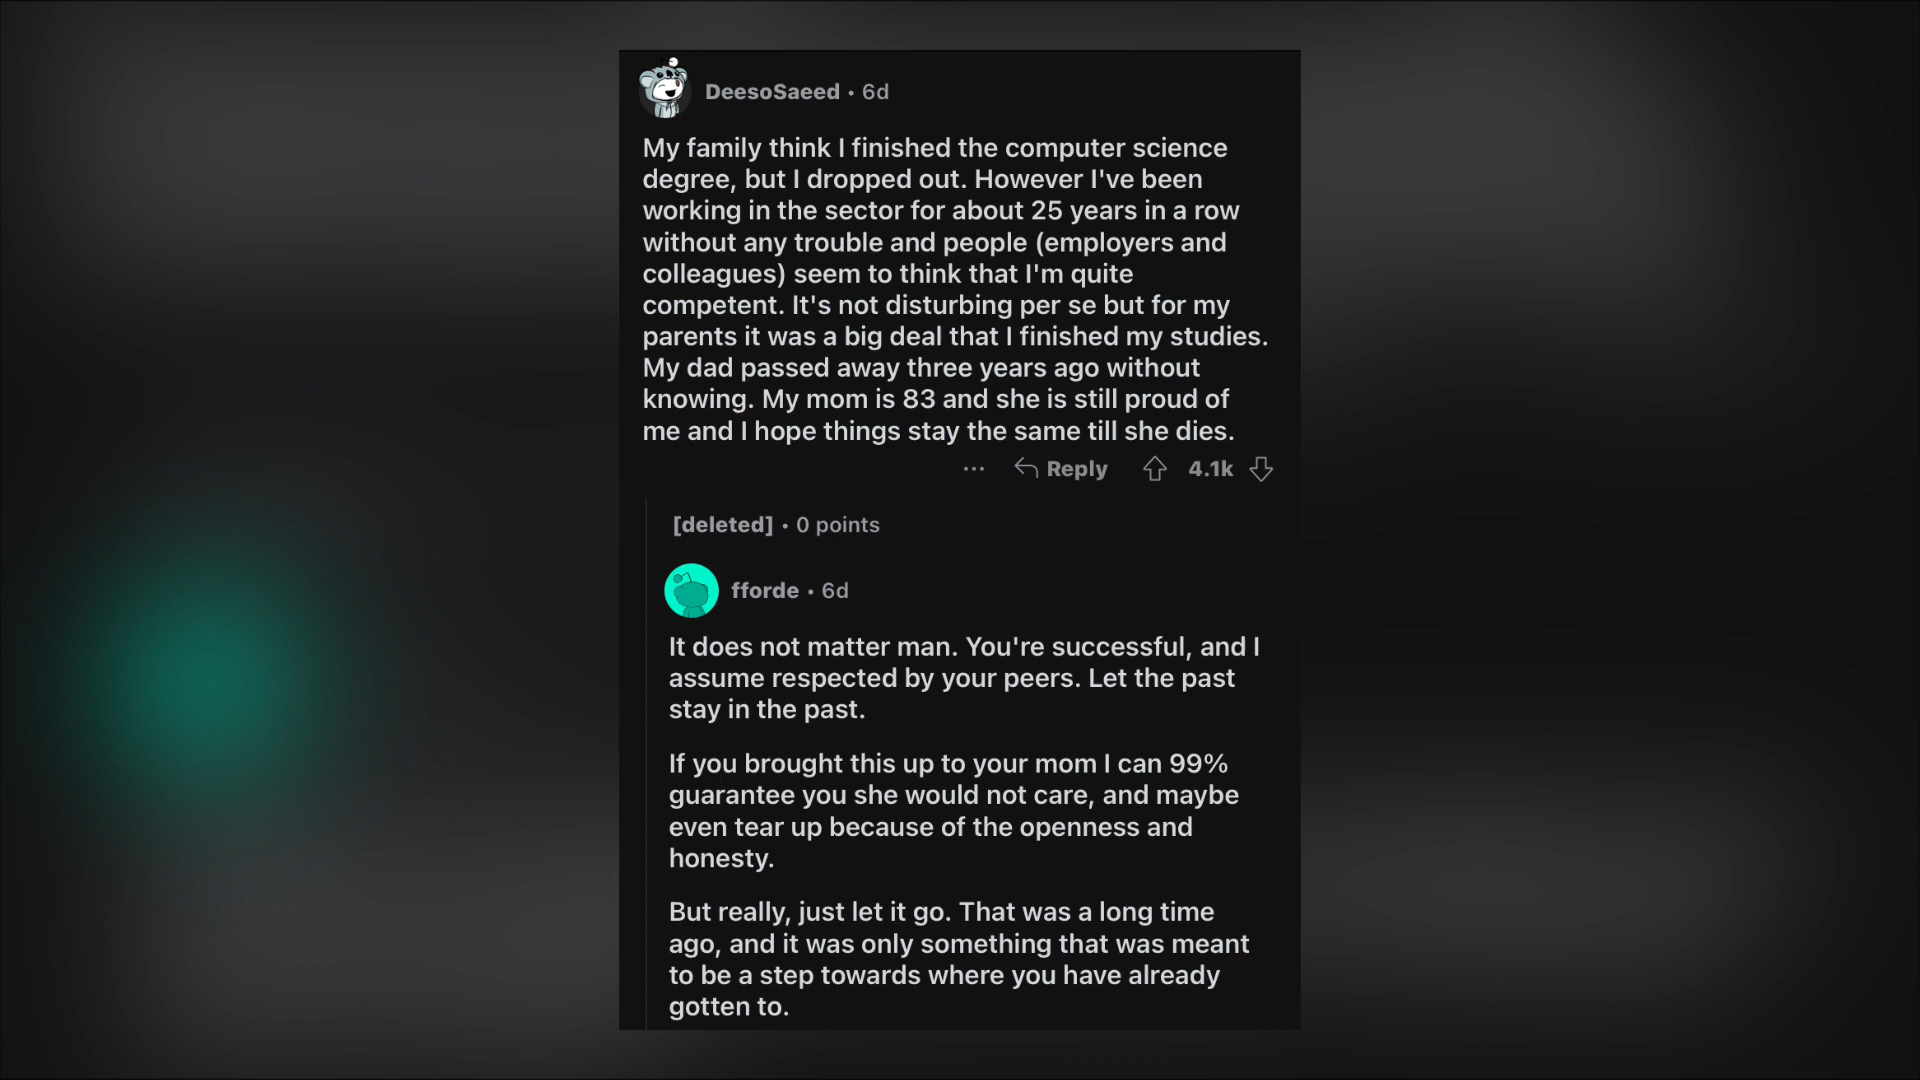 DeesoSaeed • 6d
My family think I finished the computer science
degree, but I dropped out. However I've been
working in the sector for about 25 years in a row
without any trouble and people (employers and
colleagues) seem to think that I'm quite
competent. It's not disturbing per se but for my
parents it was a big deal that I finished my studies.
My dad passed away three years ago without
knowing. My mom is 83 and she is still proud of
me and I hope things stay the same till she dies.
... Reply 4.1k
[deleted] • 0 points
fforde • 6d
It does not matter man. You're successful, and I
assume respected by your peers. Let the past
stay in the past.
If you brought this up to your mom I can 99%
guarantee you she would not care, and maybe
even tear up because of the openness and
honesty.
But really, just let it go. That was a long time
ago, and it was only something that was meant
to be a step towards where you have already
gotten to.